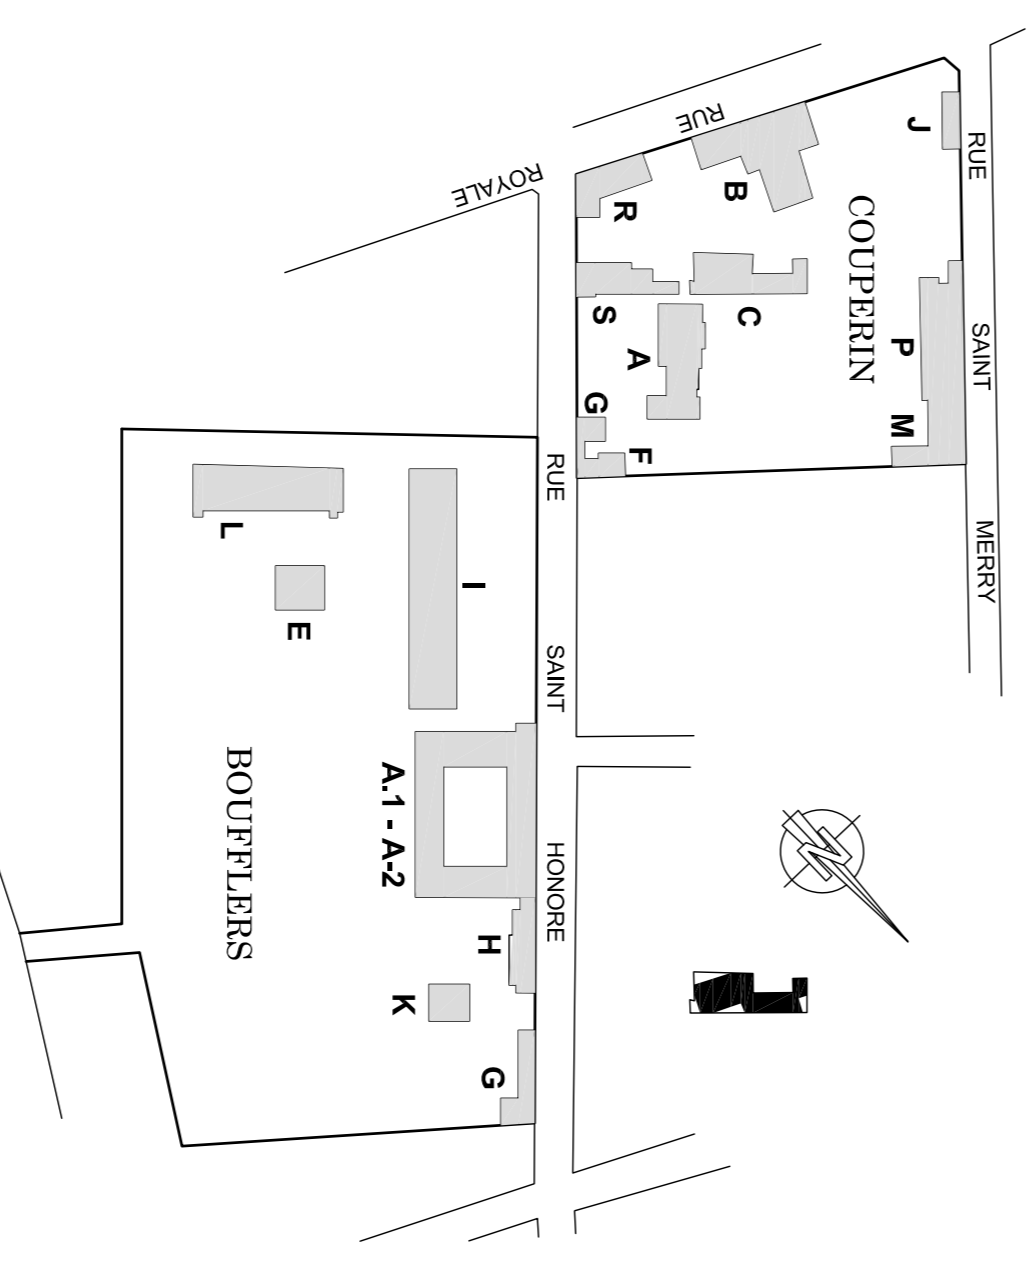 RUE
ROYALE
J
B
R
COUPERIN
C
S
A
P
G
F
M
RUE
SAINT
MERRY
RUE
SAINT
HONORE
L
E
I
BOUFFLERS
A.1 - A-2
H
K
G
N